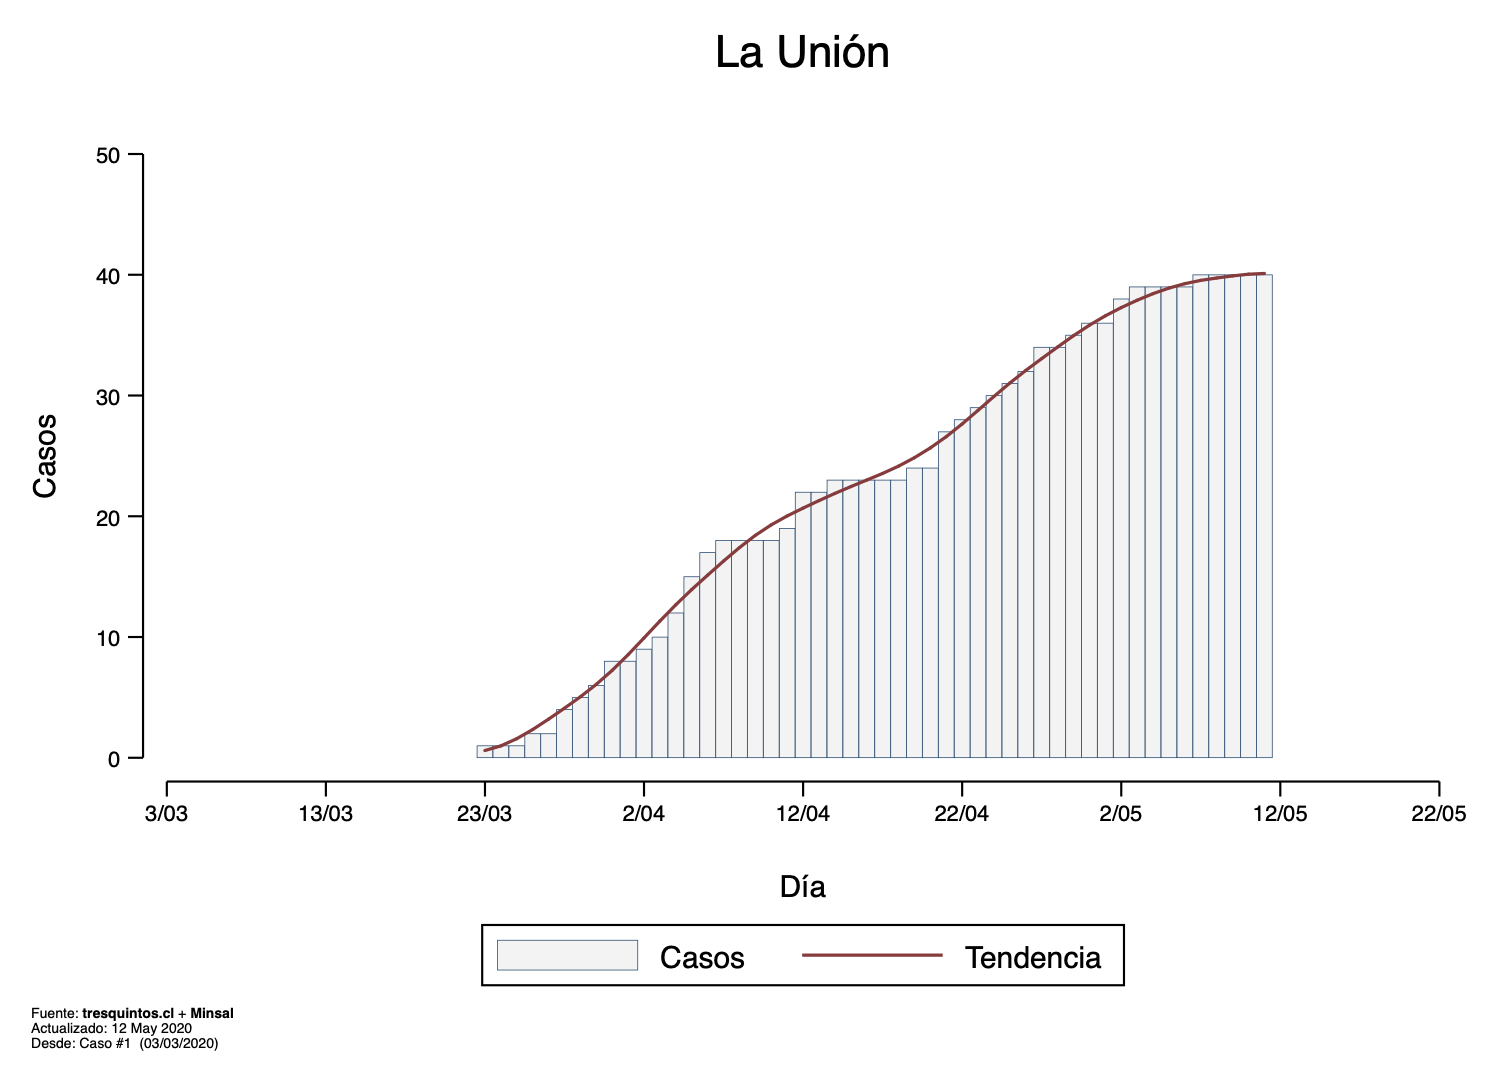 La Unión
50
40
30
20
10
0
Casos
3/03 13/03 23/03 2/04 12/04 22/04 2/05 12/05 22/05
Día
Casos Tendencia
Fuente: tresquintos.cl + Minsal
Actualizado: 12 May 2020
Desde: Caso #1 (03/03/2020)